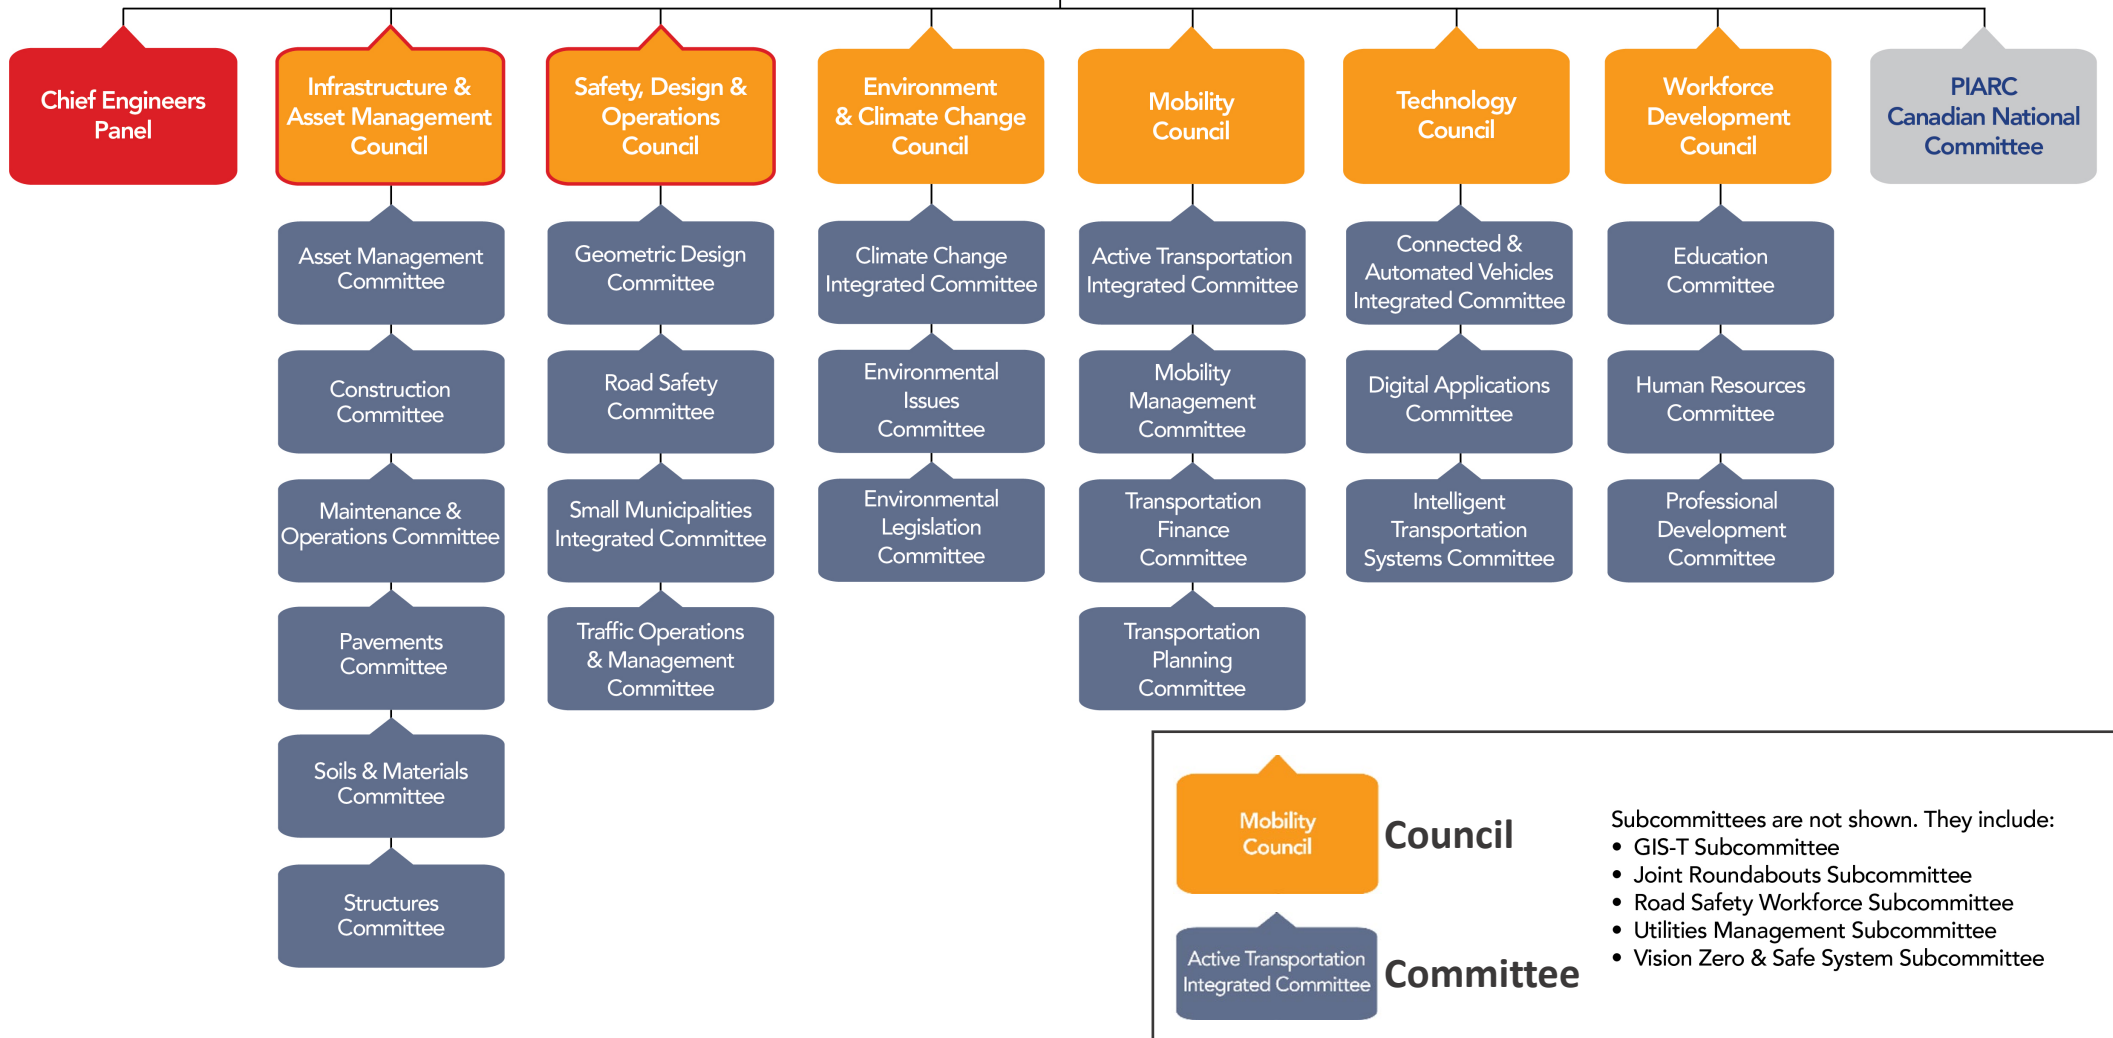 Chief Engineers
Panel
Infrastructure &
Asset Management
Council
Safety, Design &
Operations
Council
Environment
& Climate Change
Council
Mobility
Council
Technology
Council
Workforce
Development
Council
PIARC
Canadian National
Committee
Asset Management
Committee
Construction
Committee
Maintenance &
Operations Committee
Pavements
Committee
Soils & Materials
Committee
Structures
Committee
Geometric Design
Committee
Road Safety
Committee
Small Municipalities
Integrated Committee
Traffic Operations
& Management
Committee
Climate Change
Integrated Committee
Environmental
Issues
Committee
Environmental
Legislation
Committee
Active Transportation
Integrated Committee
Mobility
Management
Committee
Transportation
Finance
Committee
Transportation
Planning
Committee
Connected &
Automated Vehicles
Integrated Committee
Digital Applications
Committee
Intelligent
Transportation
Systems Committee
Education
Committee
Human Resources
Committee
Professional
Development
Committee
Mobility
Council
Council
Active Transportation
Integrated Committee
Committee
Subcommittees are not shown. They include:
• GIS-T Subcommittee
• Joint Roundabouts Subcommittee
• Road Safety Workforce Subcommittee
• Utilities Management Subcommittee
• Vision Zero & Safe System Subcommittee